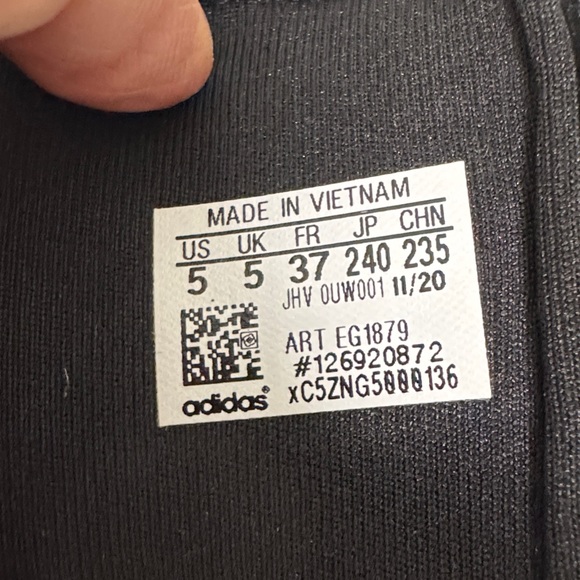 MADE IN VIETNAM
US UK FR JP CHN
5 5 37 240 235
JHV 0UW001 11/20
ART EG1879
#126920872
xC5ZNG5000136
adidas®